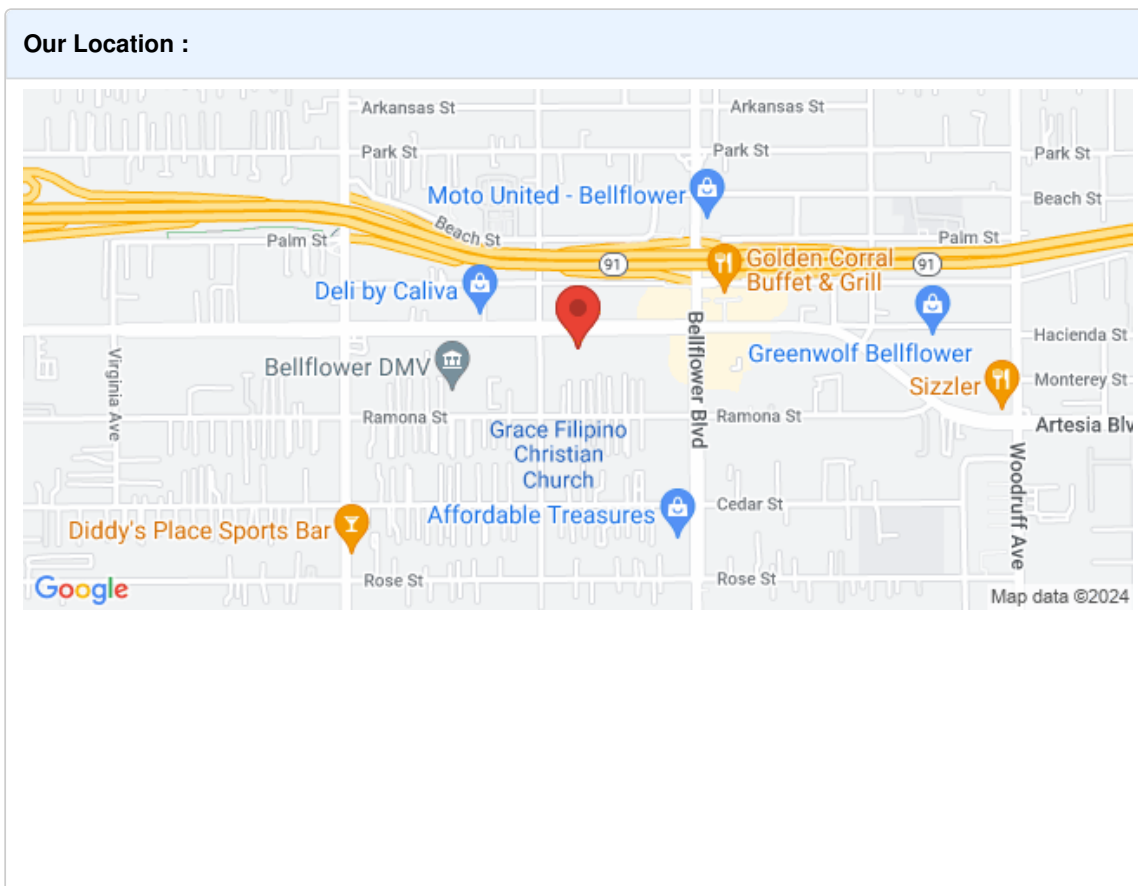 Our Location :
Arkansas St
Arkansas St
Park St
Park St
Park St
Moto United - Bellflower
Beach St
Beach St
Palm St
Palm St
91
Golden Corral
Buffet & Grill
91
Deli by Caliva
Bellflower Blvd
Hacienda St
Virginia Ave
Bellflower DMV
Greenwolf Bellflower
Sizzler
Monterey St
Ramona St
Ramona St
Artesia Blv
Grace Filipino
Christian
Church
Woodruff Ave
Cedar St
Affordable Treasures
Diddy's Place Sports Bar
Rose St
Rose St
Google
Map data ©2024